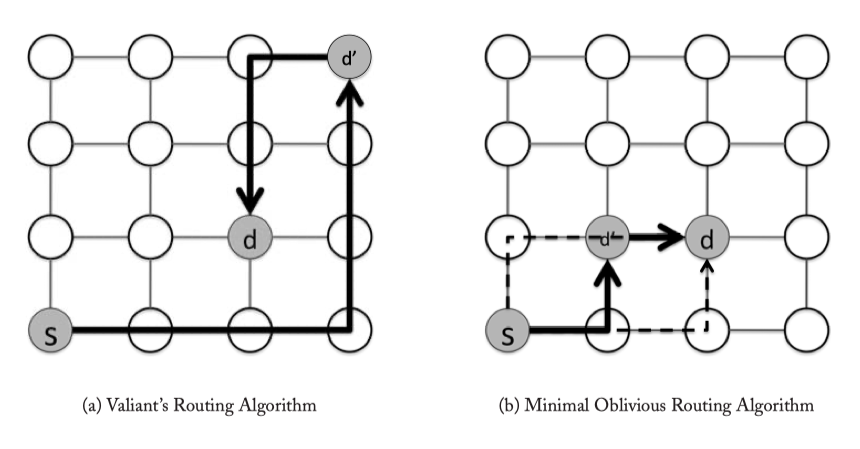 d'
d
S
d'
d
S
(a) Valiant's Routing Algorithm
(b) Minimal Oblivious Routing Algorithm